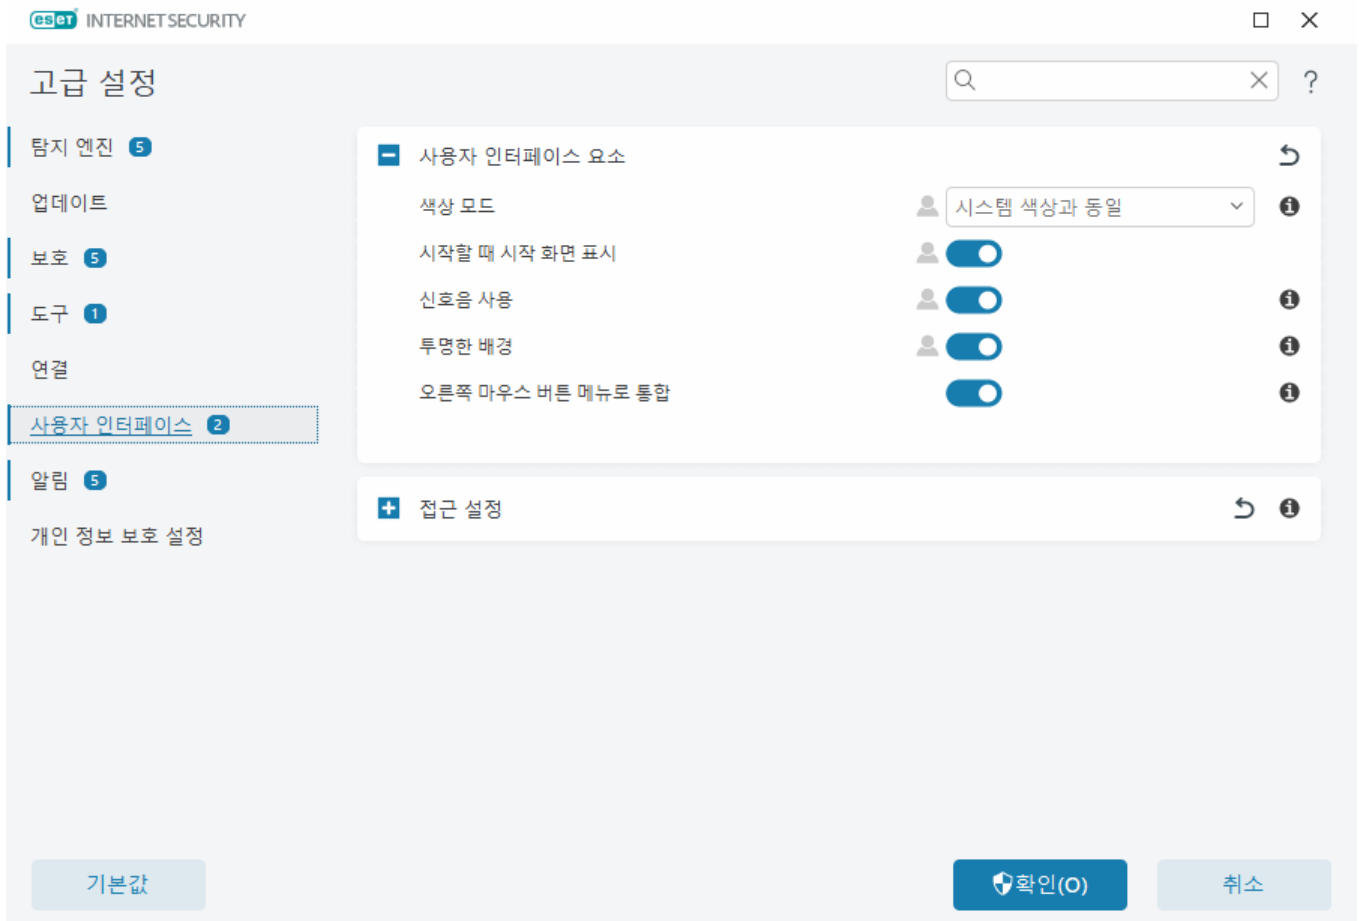 eset INTERNET SECURITY
고급 설정
?
탐지 엔진 5
업데이트
보호 5
도구 1
연결
사용자 인터페이스 2
알림 5
개인 정보 보호 설정
사용자 인터페이스 요소
색상 모드
시스템 색상과 동일
시작할 때 시작 화면 표시
신호음 사용
투명한 배경
오른쪽 마우스 버튼 메뉴로 통합
접근 설정
기본값
확인(O)
취소